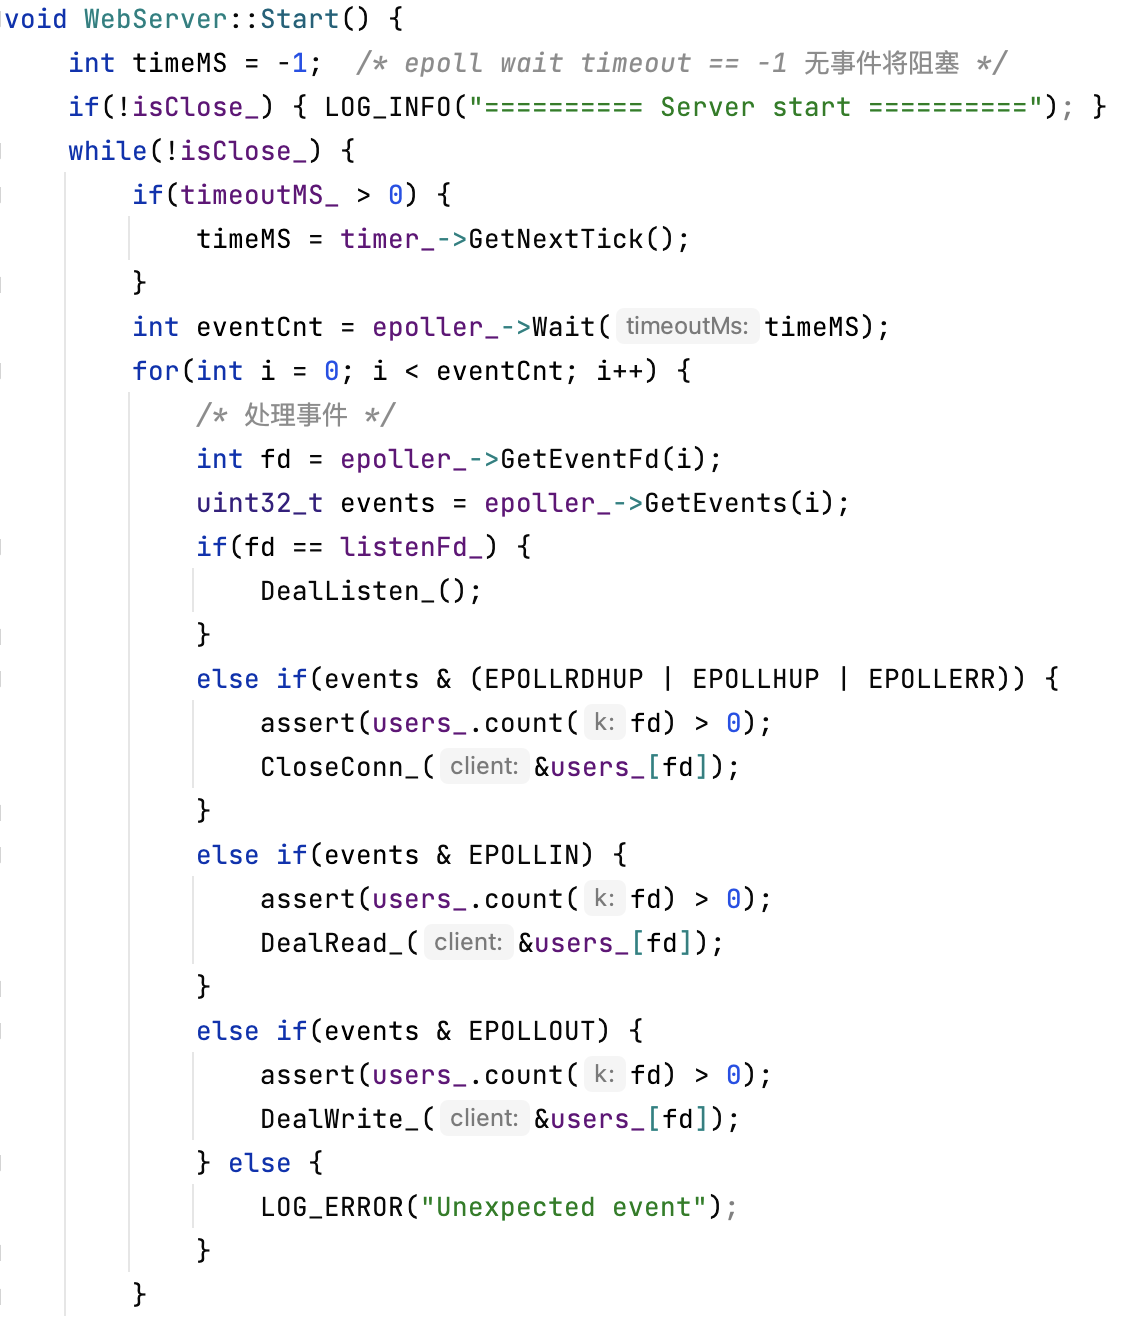 void WebServer::Start() {
    int timeMS = -1;  /* epoll wait timeout == -1 无事件将阻塞 */
    if(!isClose_) { LOG_INFO("========== Server start =========="); }
    while(!isClose_) {
        if(timeoutMS_ > 0) {
            timeMS = timer_->GetNextTick();
        }
        int eventCnt = epoller_->Wait( timeoutMs: timeMS);
        for(int i = 0; i < eventCnt; i++) {
            /* 处理事件 */
            int fd = epoller_->GetEventFd(i);
            uint32_t events = epoller_->GetEvents(i);
            if(fd == listenFd_) {
                DealListen_();
            }
            else if(events & (EPOLLRDHUP | EPOLLHUP | EPOLLERR)) {
                assert(users_.count( k: fd) > 0);
                CloseConn_( client: &users_[fd]);
            }
            else if(events & EPOLLIN) {
                assert(users_.count( k: fd) > 0);
                DealRead_( client: &users_[fd]);
            }
            else if(events & EPOLLOUT) {
                assert(users_.count( k: fd) > 0);
                DealWrite_( client: &users_[fd]);
            } else {
                LOG_ERROR("Unexpected event");
            }
        }